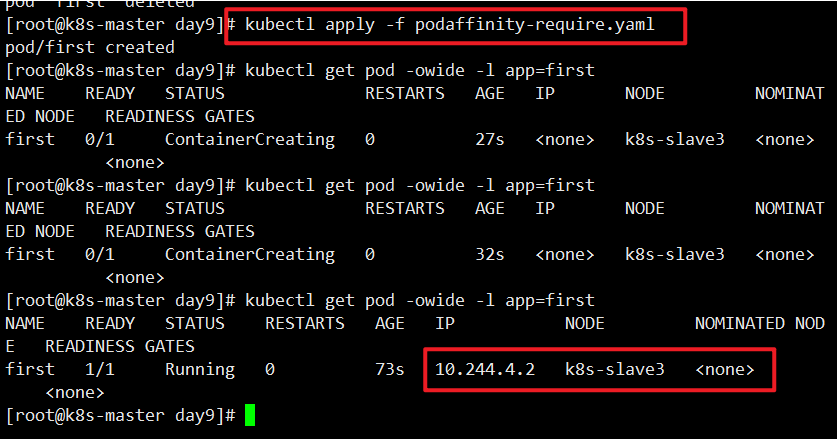 pod "first" deleted
[root@k8s-master day9]# kubectl apply -f podaffinity-require.yaml
pod/first created
[root@k8s-master day9]# kubectl get pod -owide -l app=first
NAME    READY   STATUS              RESTARTS   AGE   IP       NODE         NOMINAT
ED NODE   READINESS GATES
first   0/1     ContainerCreating   0          27s   <none>   k8s-slave3   <none>
          <none>
[root@k8s-master day9]# kubectl get pod -owide -l app=first
NAME    READY   STATUS              RESTARTS   AGE   IP       NODE         NOMINAT
ED NODE   READINESS GATES
first   0/1     ContainerCreating   0          32s   <none>   k8s-slave3   <none>
          <none>
[root@k8s-master day9]# kubectl get pod -owide -l app=first
NAME    READY   STATUS    RESTARTS   AGE   IP           NODE         NOMINATED NOD
E   READINESS GATES
first   1/1     Running   0          73s   10.244.4.2   k8s-slave3   <none>
    <none>
[root@k8s-master day9]#